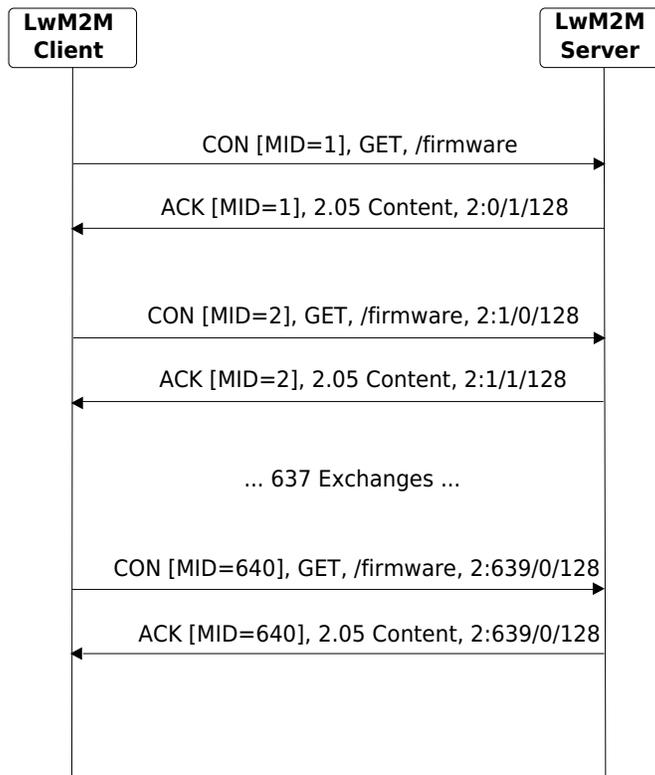 LwM2M
Client
LwM2M
Server
CON [MID=1], GET, /firmware
ACK [MID=1], 2.05 Content, 2:0/1/128
CON [MID=2], GET, /firmware, 2:1/0/128
ACK [MID=2], 2.05 Content, 2:1/1/128
... 637 Exchanges ...
CON [MID=640], GET, /firmware, 2:639/0/128
ACK [MID=640], 2.05 Content, 2:639/0/128